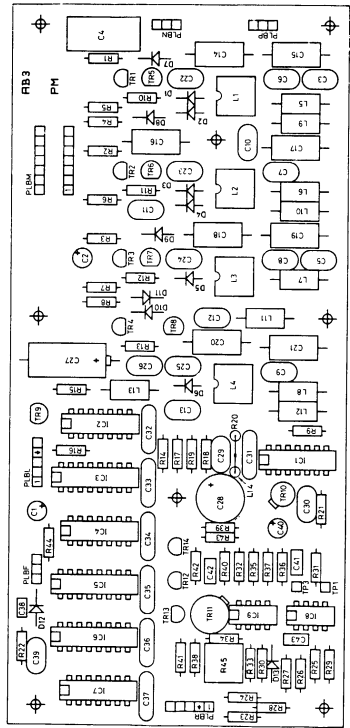 PLBN
PLBP
C4
R1
D7
C14
C15
AB3
PM
TR1
TR5
C22
C6
C3
R10
D1
L1
L5
R5
R4
D8
D2
L9
PLBM
R2
C16
C10
C17
TR2
TR6
C23
C7
R11
D3
L2
L6
R6
C11
D4
L10
R3
D9
C18
C19
C2
TR3
TR7
C24
C8
C5
R12
D5
L3
L7
R7
D11
R8
D10
C12
L11
TR4
TR8
C27
R13
C20
C21
C26
C25
C9
R15
L13
D6
L4
L8
C13
L12
TR9
IC2
C32
R20
R9
PLBL
R16
R14
R17
R19
R18
C29
C31
IC1
IC3
C33
C28
L14
TR10
C1
R39
R43
C40
C30
R21
R44
IC4
C34
TR14
PLBF
R42
C42
R40
R32
R35
R37
R36
C41
R31
IC5
C35
TR12
TP3
TP1
C38
D12
TR13
TR11
IC9
IC8
R22
C39
IC6
C36
R34
C43
R41
R38
R45
R33
R30
D13
R27
R26
R25
R29
IC7
C37
PLBR
R24
R28
R23